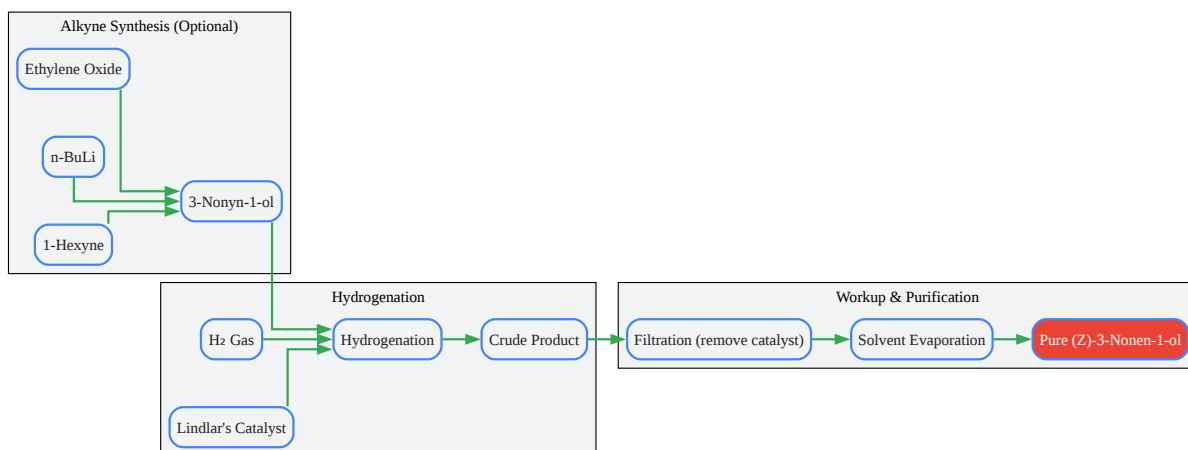 Alkyne Synthesis (Optional)
Ethylene Oxide
n-BuLi
3-Nonyn-1-ol
1-Hexyne
Hydrogenation
H₂ Gas
Hydrogenation
Crude Product
Lindlar's Catalyst
Workup & Purification
Filtration (remove catalyst)
Solvent Evaporation
Pure (Z)-3-Nonen-1-ol